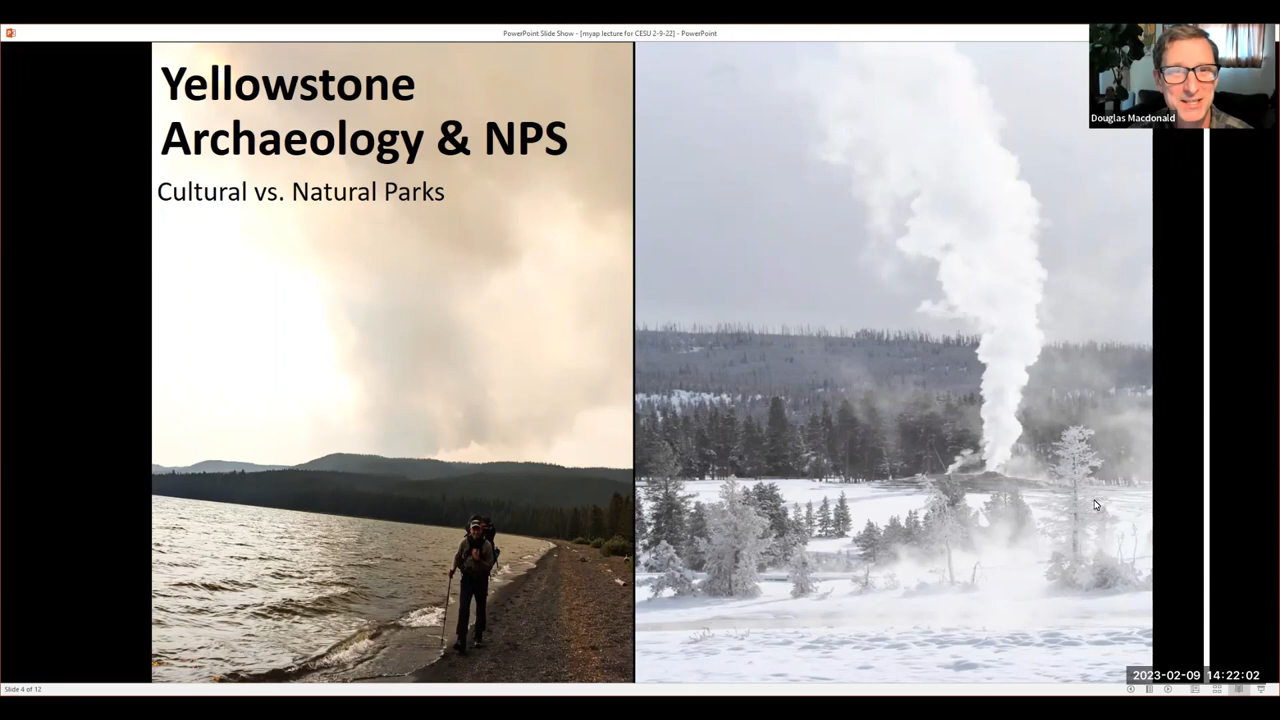 PowerPoint Slide Show - [myap lecture for CESU 2-9-22] - PowerPoint
Yellowstone
Archaeology & NPS
Cultural vs. Natural Parks
Douglas Macdonald
2023-02-09 14:22:02
Slide 4 of 12